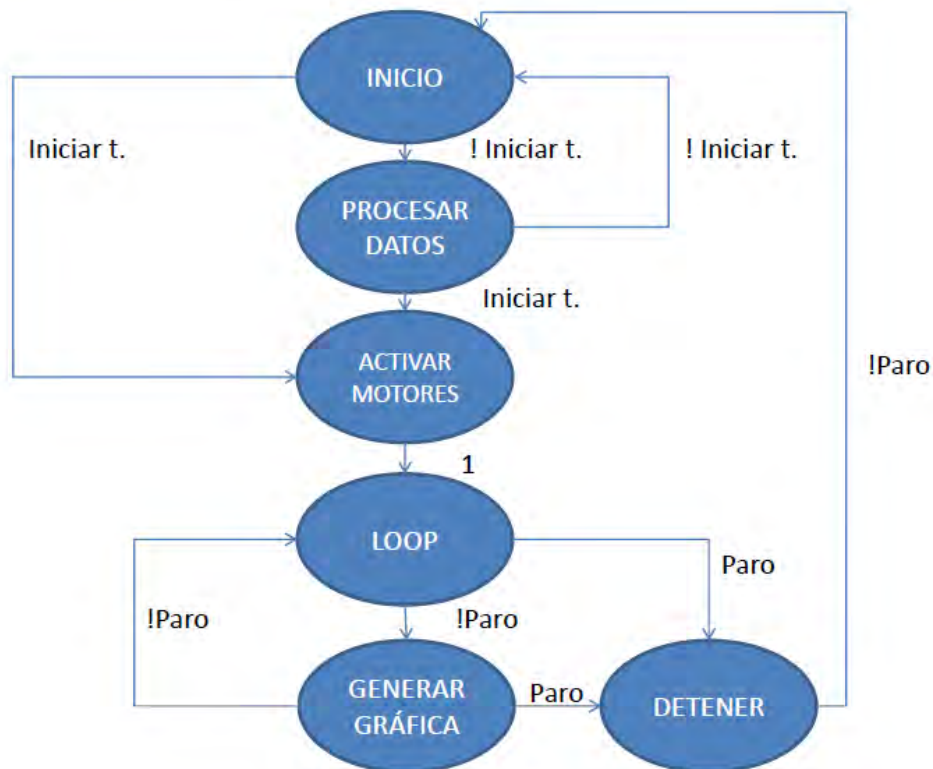 INICIO
Iniciar t.
! Iniciar t.
! Iniciar t.
PROCESAR
DATOS
Iniciar t.
ACTIVAR
MOTORES
!Paro
1
LOOP
Paro
!Paro
!Paro
GENERAR
GRÁFICA
Paro
DETENER